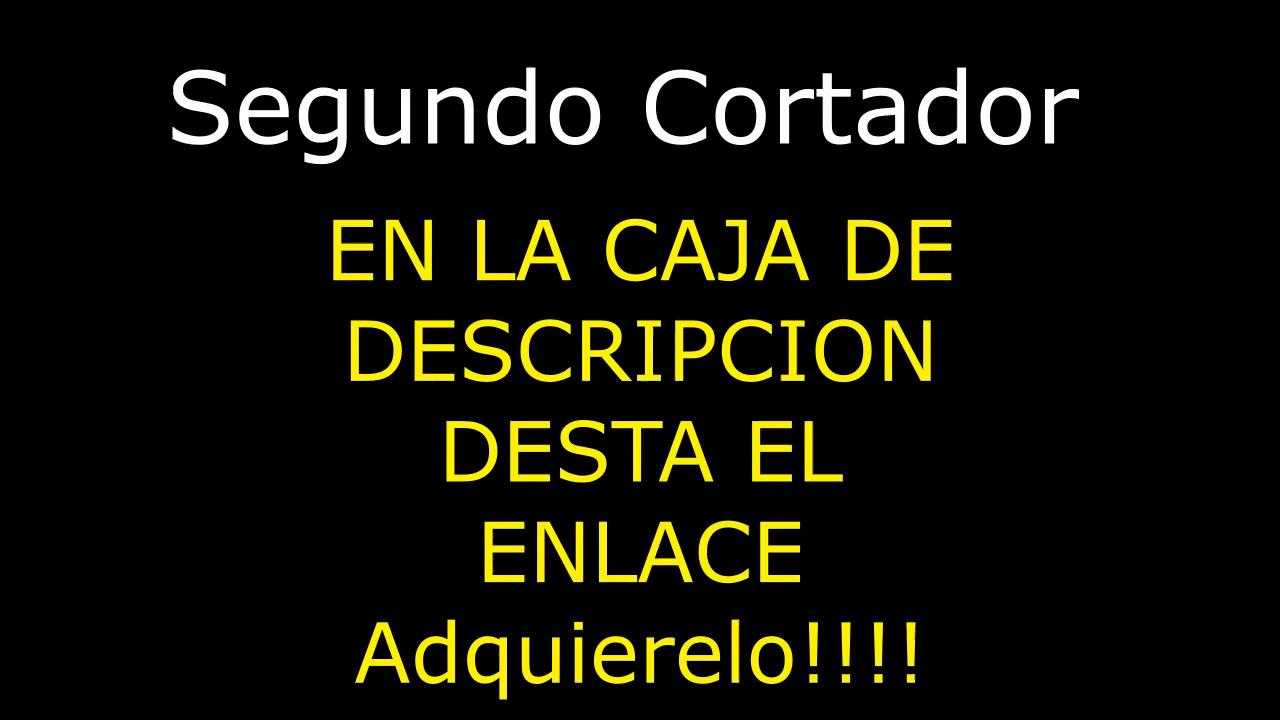 Segundo Cortador
EN LA CAJA DE
DESCRIPCION
DESTA EL
ENLACE
Adquierelo!!!!